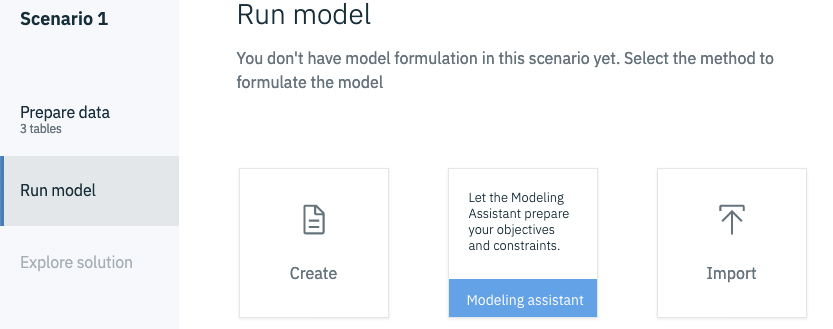 Scenario 1
Prepare data
3 tables
Run model
Explore solution
Run model
You don't have model formulation in this scenario yet. Select the method to
formulate the model
Create
Let the Modeling
Assistant prepare
your objectives
and constraints.
Modeling assistant
Import